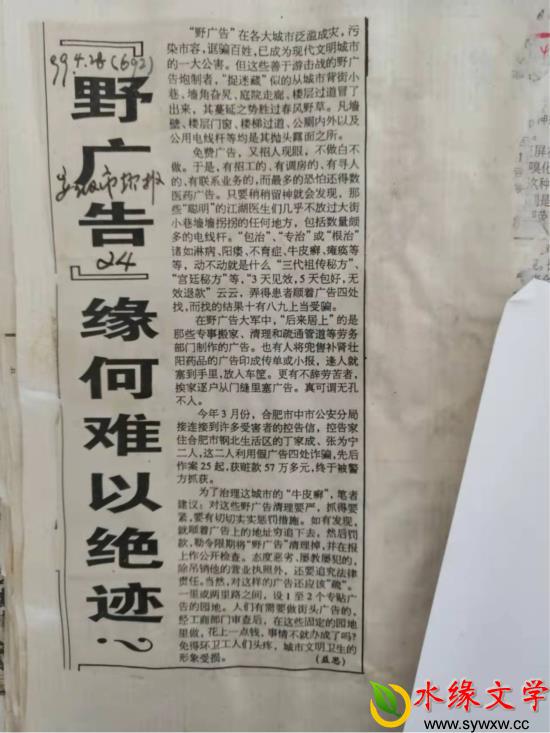 99.4.28(692)
『野广告』缘何难以绝迹?
24
“野广告”在各大城市泛滥成灾，污
染市容，讴骗百姓，已成为现代文明城市
的一大公害。但这些善于游击战的野广
告炮制者，“捉迷藏”似的从城市背街小
巷、墙角旮旯、庭院走廊、楼层过道冒了
出来，其蔓延之势胜过春风野草。凡墙
壁、楼层门窗、楼梯过道、公厕内外以及
公用电线杆等均是其抛头露面之所。
免费广告，又招人现眼，不做白不
做。于是，有招工的、有调房的、有寻人
的、有联系业务的，而最多的恐怕还得数
医药广告。只要稍稍留神就会发现，那
些“聪明”的江湖医生们几乎不放过大街
小巷墙墙拐拐的任何地方，包括数量颇
多的电线杆。“包治”、“专治”或“根治”
诸如淋病、阳痿、不育症、牛皮癣、瘫痪等
等，动不动就是什么“三代祖传秘方”、
“宫廷秘方”等，“3天见效，5天包好，无
效退款”云云，弄得患者顺着广告四处
找，而找的结果十有八九上当受骗。
在野广告大军中，“后来居上”的是
那些专事搬家、清理和疏通管道等劳务
部门制作的广告。也有人将兜售补肾壮
阳药品的广告印成传单或小报，逢人就
塞到手里，放入车筐。更有不辞劳苦者，
挨家逐户从门缝里塞广告。真可谓无孔
不入。
今年3月份，合肥市中市公安分局
接连接到许多受害者的控告信，控告家
住合肥市钢北生活区的丁家成、张为宁
二人，这二人利用假广告四处诈骗，先后
作案25起，获赃款57万多元，终于被警
方抓获。
为了治理这城市的“牛皮癣”，笔者
建议：对这些野广告清理要严，抓得要
紧，要有切切实实惩罚措施。如有发现，
就顺着广告上的地址穷追下去，然后罚
款，勒令限期将“野广告”清理掉，并在报
上作公开检查。态度恶劣、屡教屡犯的，
除吊销他的营业执照外，还要追究法律
责任。当然，对这样的广告还应该“疏”。
一里或两里路之间，设1至2个专贴广
告的园地。人们有需要做街头广告的，
经工商部门审查后，在这些固定的园地
里做，花上一点钱，事情不就办成了吗?
免得环卫工人们头疼，城市文明卫生的
形象受损。
(益思)
水缘文学
www.sywxw.cc